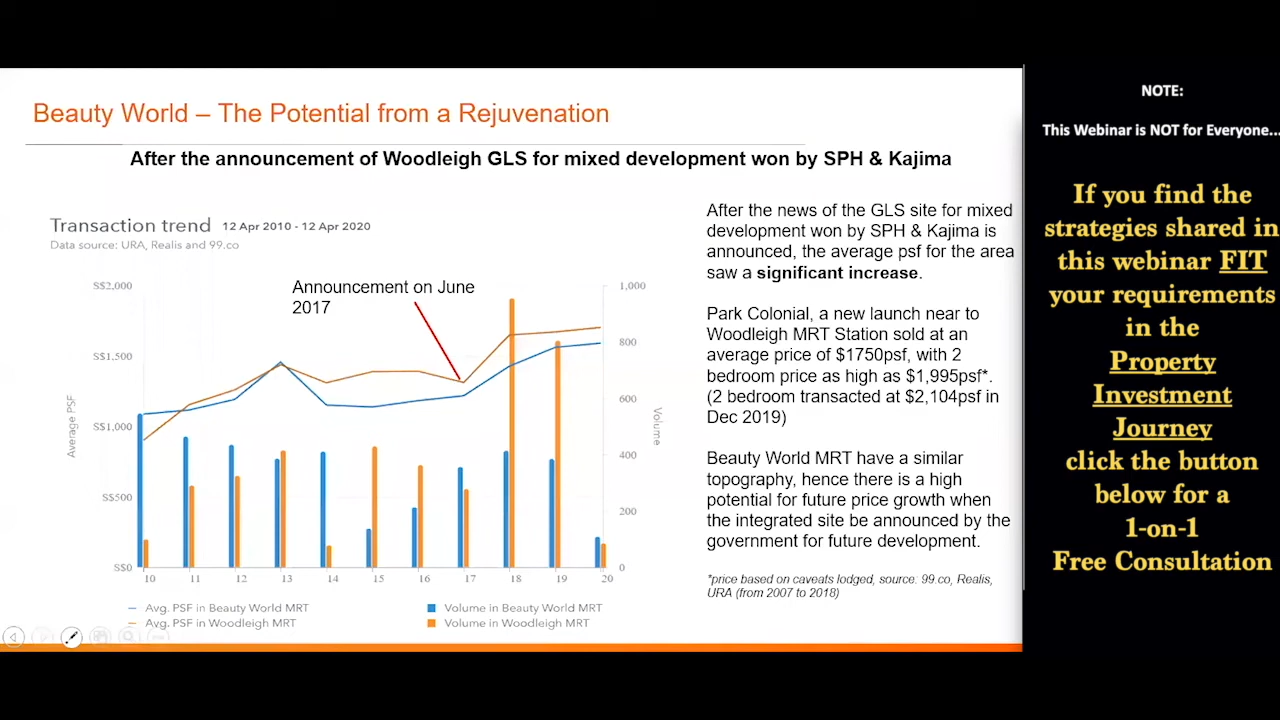 Beauty World – The Potential from a Rejuvenation
After the announcement of Woodleigh GLS for mixed development won by SPH & Kajima
Transaction trend 12 Apr 2010 - 12 Apr 2020
Data source: URA, Realis and 99.co
Announcement on June
2017
S$2,000
S$1,500
S$1,000
S$500
S$0
Average PSF
1,000
800
600
400
200
0
Volume
10 11 12 13 14 15 16 17 18 19 20
Avg. PSF in Beauty World MRT
Avg. PSF in Woodleigh MRT
Volume in Beauty World MRT
Volume in Woodleigh MRT
After the news of the GLS site for mixed
development won by SPH & Kajima is
announced, the average psf for the area
saw a significant increase.
Park Colonial, a new launch near to
Woodleigh MRT Station sold at an
average price of $1750psf, with 2
bedroom price as high as $1,995psf*.
(2 bedroom transacted at $2,104psf in
Dec 2019)
Beauty World MRT have a similar
topography, hence there is a high
potential for future price growth when
the integrated site be announced by the
government for future development.
*price based on caveats lodged, source: 99.co, Realis,
URA (from 2007 to 2018)
NOTE:
This Webinar is NOT for Everyone...
If you find the
strategies shared in
this webinar FIT
your requirements
in the
Property
Investment
Journey
click the button
below for a
1-on-1
Free Consultation